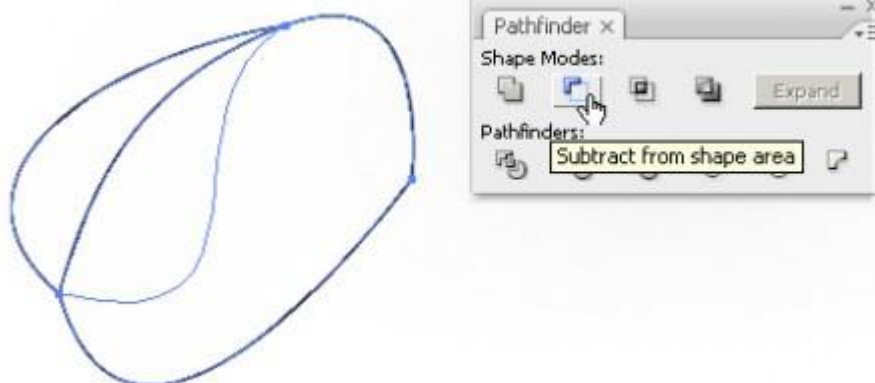 Pathfinder ×
Shape Modes:
Expand
Pathfinders:
Subtract from shape area